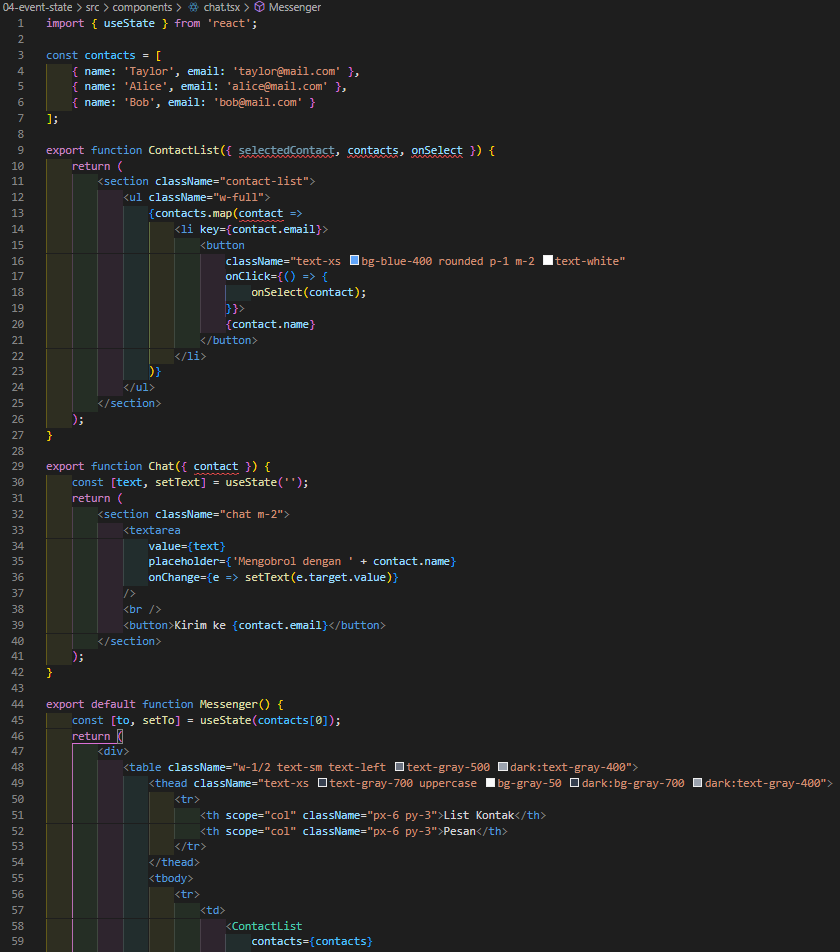 04-event-state > src > components > chat.tsx > Messenger
1 import { useState } from 'react';
2
3 const contacts = [
4 { name: 'Taylor', email: 'taylor@mail.com' },
5 { name: 'Alice', email: 'alice@mail.com' },
6 { name: 'Bob', email: 'bob@mail.com' }
7 ];
8
9 export function ContactList({ selectedContact, contacts, onSelect }) {
10 return (
11 <section className="contact-list">
12 <ul className="w-full">
13 {contacts.map(contact =>
14 <li key={contact.email}>
15 <button
16 className="text-xs bg-blue-400 rounded p-1 m-2 text-white"
17 onClick={() => {
18 onSelect(contact);
19 }}>
20 {contact.name}
21 </button>
22 </li>
23 )}
24 </ul>
25 </section>
26 );
27 }
28
29 export function Chat({ contact }) {
30 const [text, setText] = useState('');
31 return (
32 <section className="chat m-2">
33 <textarea
34 value={text}
35 placeholder={'Mengobrol dengan ' + contact.name}
36 onChange={e => setText(e.target.value)}
37 />
38 <br />
39 <button>Kirim ke {contact.email}</button>
40 </section>
41 );
42 }
43
44 export default function Messenger() {
45 const [to, setTo] = useState(contacts[0]);
46 return (
47 <div>
48 <table className="w-1/2 text-sm text-left text-gray-500 dark:text-gray-400">
49 <thead className="text-xs text-gray-700 uppercase bg-gray-50 dark:bg-gray-700 dark:text-gray-400">
50 <tr>
51 <th scope="col" className="px-6 py-3">List Kontak</th>
52 <th scope="col" className="px-6 py-3">Pesan</th>
53 </tr>
54 </thead>
55 <tbody>
56 <tr>
57 <td>
58 <ContactList
59 contacts={contacts}